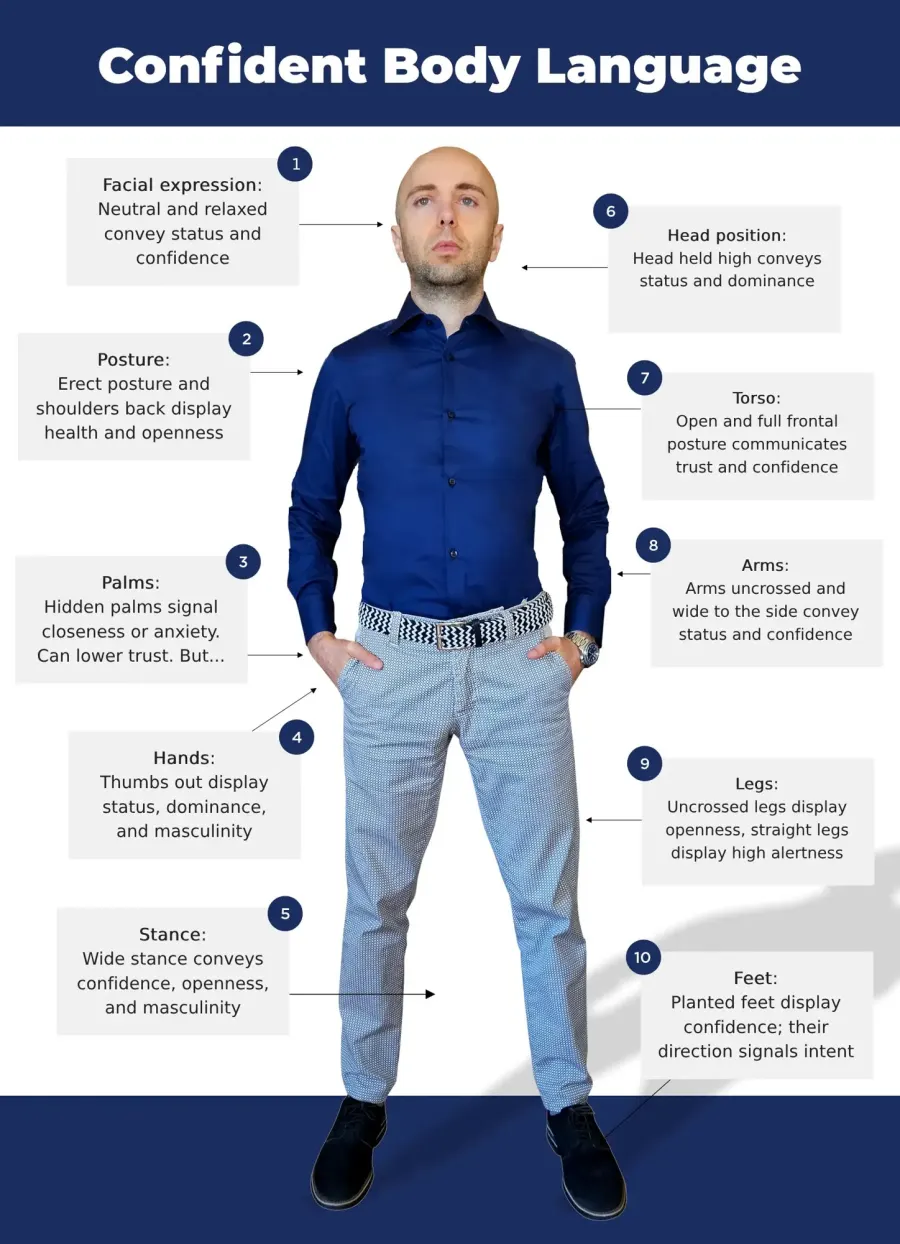 Confident Body Language
1
Facial expression:
Neutral and relaxed
convey status and
confidence
2
Posture:
Erect posture and
shoulders back display
health and openness
3
Palms:
Hidden palms signal
closeness or anxiety.
Can lower trust. But...
4
Hands:
Thumbs out display
status, dominance,
and masculinity
5
Stance:
Wide stance conveys
confidence, openness,
and masculinity
6
Head position:
Head held high conveys
status and dominance
7
Torso:
Open and full frontal
posture communicates
trust and confidence
8
Arms:
Arms uncrossed and
wide to the side convey
status and confidence
9
Legs:
Uncrossed legs display
openness, straight legs
display high alertness
10
Feet:
Planted feet display
confidence; their
direction signals intent